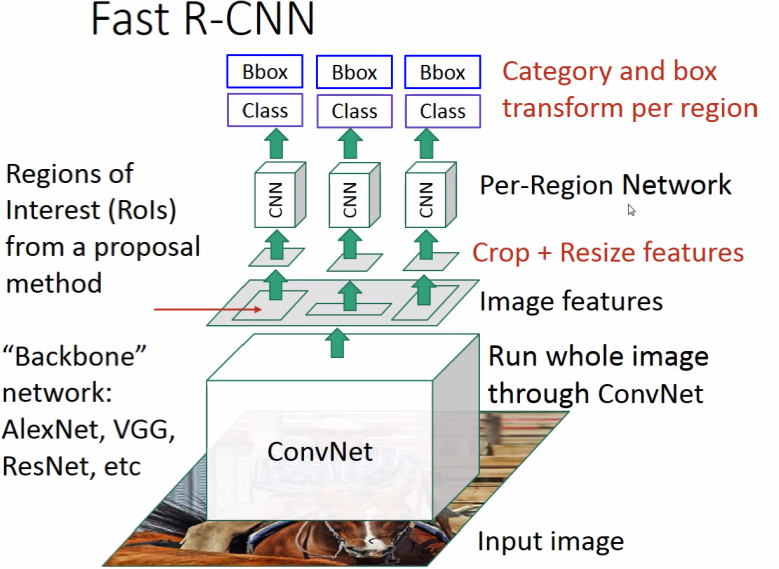 Fast R-CNN
Bbox
Bbox
Bbox
Class
Class
Class
Category and box
transform per region
CNN
CNN
CNN
Per-Region Network
Regions of
Interest (RoIs)
from a proposal
method
Crop + Resize features
Image features
"Backbone"
network:
AlexNet, VGG,
ResNet, etc
Run whole image
through ConvNet
ConvNet
Input image